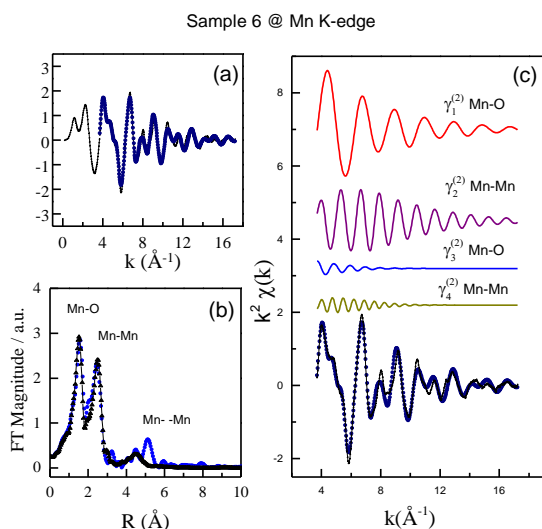 Sample 6 @ Mn K-edge
(a)
3
2
1
0
-1
-2
-3
0 4 8 12 16
k (Å⁻¹)
(b)
4
3
2
1
0
FT Magnitude / a.u.
Mn-O
Mn-Mn
Mn- -Mn
0 2 4 6 8 10
R (Å)
(c)
8
6
4
2
0
-2
k² χ(k)
γ₁⁽²⁾ Mn-O
γ₂⁽²⁾ Mn-Mn
γ₃⁽²⁾ Mn-O
γ₄⁽²⁾ Mn-Mn
4 8 12 16
k(Å⁻¹)